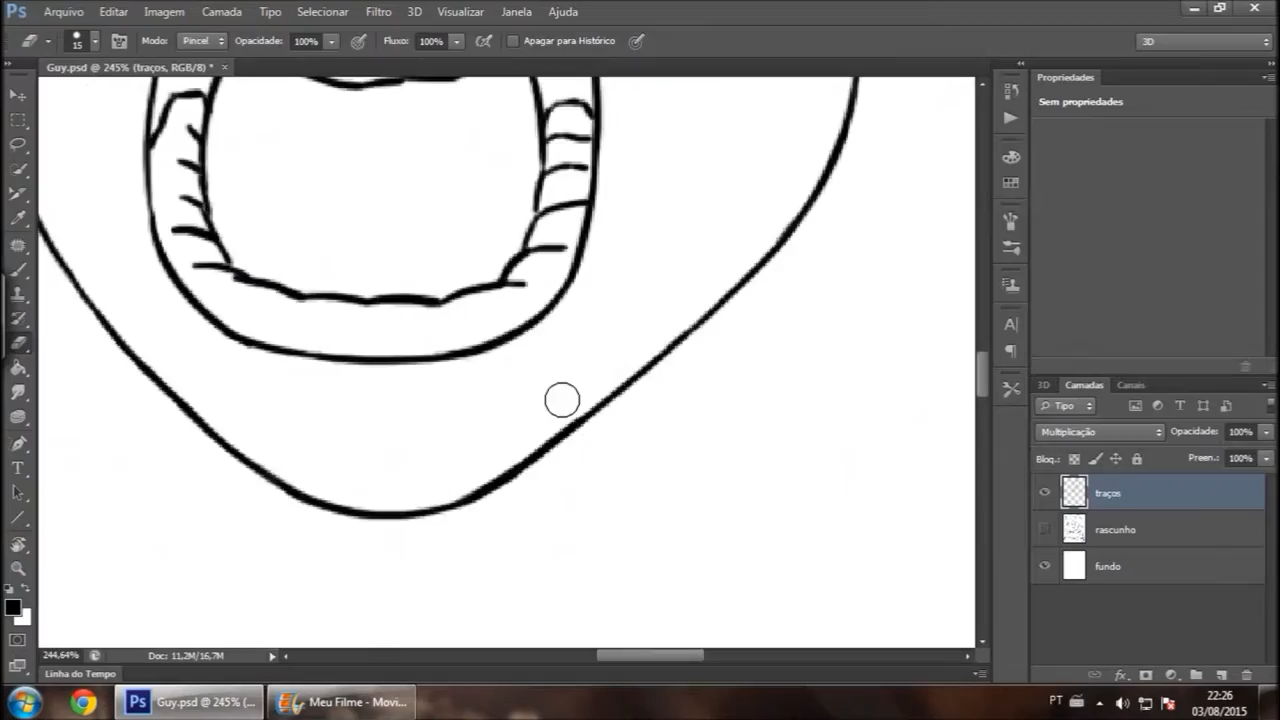 Ps Arquivo Editar Imagem Camada Tipo Selecionar Filtro 3D Visualizar Janela Ajuda
15 Modo: Pincel Opacidade: 100% Fluxo: 100% Apagar para Histórico 3D
Guy.psd @ 245% (traços, RGB/8) * ×
Propriedades
Sem propriedades
3D Camadas Canais
Tipo
Multiplicação Opacidade: 100%
Bloq.: Preen.: 100%
traços
rascunho
fundo
244,64% Doc: 11,2M/16,7M
Linha do Tempo
Ps Guy.psd @ 245% (... Meu Filme - Movi... PT 22:26
03/08/2015